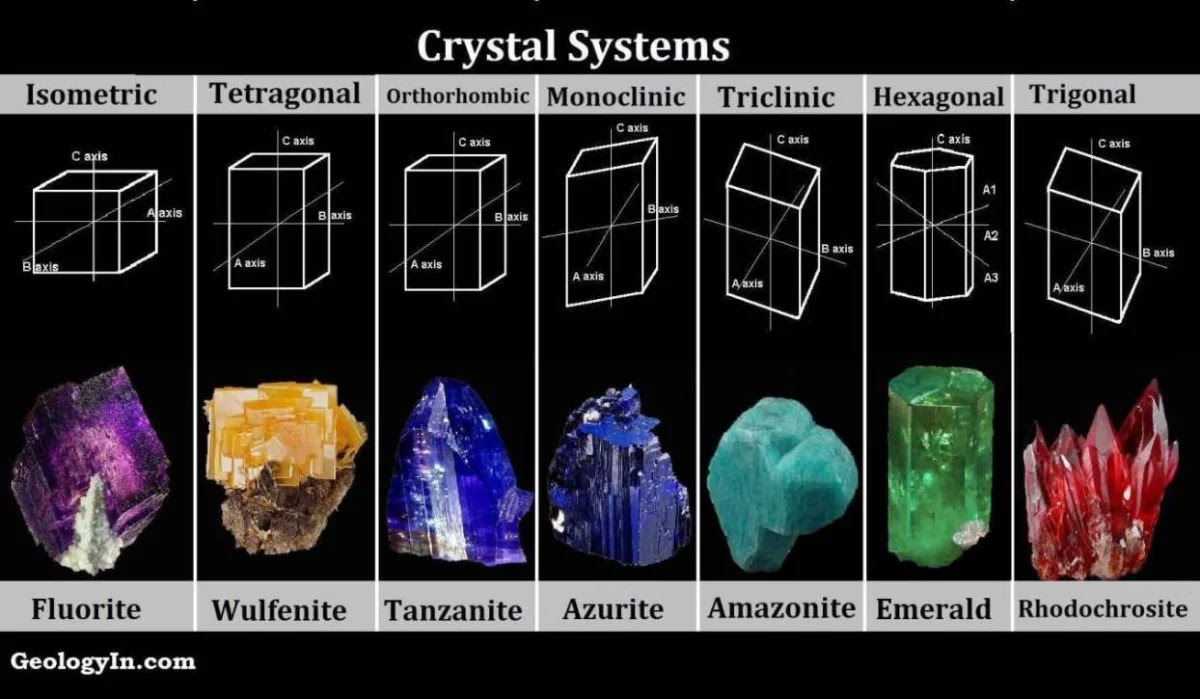 Crystal Systems
Isometric
Tetragonal
Orthorhombic
Monoclinic
Triclinic
Hexagonal
Trigonal
C axis
A axis
B axis
C axis
B axis
A axis
C axis
B axis
A axis
C axis
B axis
A axis
C axis
B axis
A axis
C axis
A1
A2
A3
C axis
B axis
A axis
Fluorite
Wulfenite
Tanzanite
Azurite
Amazonite
Emerald
Rhodochrosite
GeologyIn.com